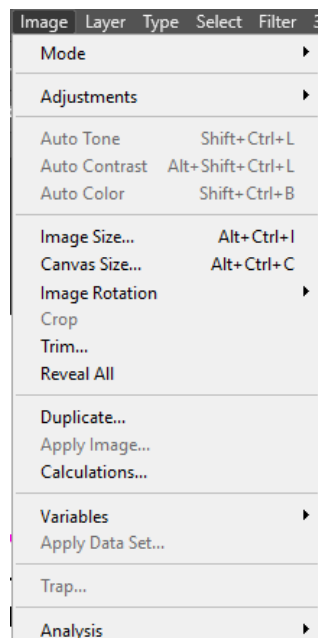 Image Layer Type Select Filter
Mode
Adjustments
Auto Tone Shift+Ctrl+L
Auto Contrast Alt+Shift+Ctrl+L
Auto Color Shift+Ctrl+B
Image Size... Alt+Ctrl+I
Canvas Size... Alt+Ctrl+C
Image Rotation
Crop
Trim...
Reveal All
Duplicate...
Apply Image...
Calculations...
Variables
Apply Data Set...
Trap...
Analysis